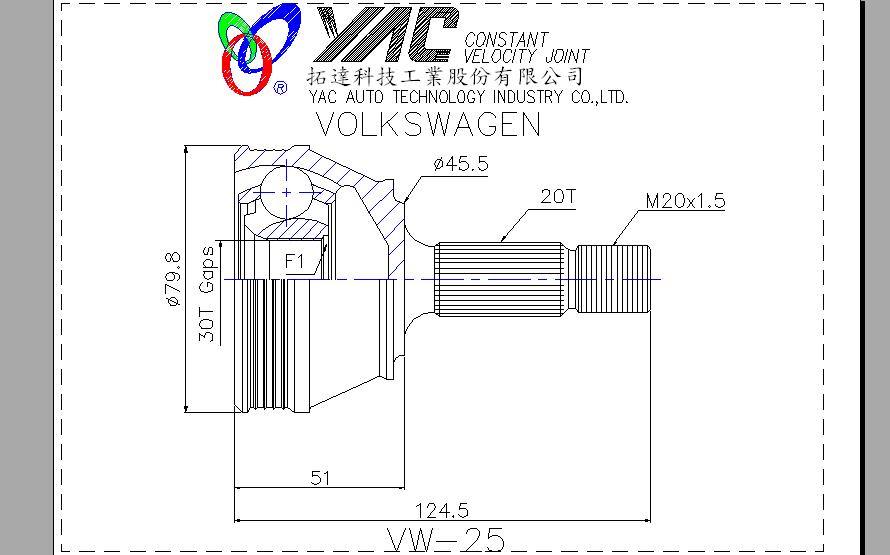 YAC CONSTANT
VELOCITY JOINT
拓達科技工業股份有限公司
®
YAC AUTO TECHNOLOGY INDUSTRY CO.,LTD.
VOLKSWAGEN
ø45.5
20T
M20x1.5
ø79.8
30T Gaps
F1
51
124.5
VW-25